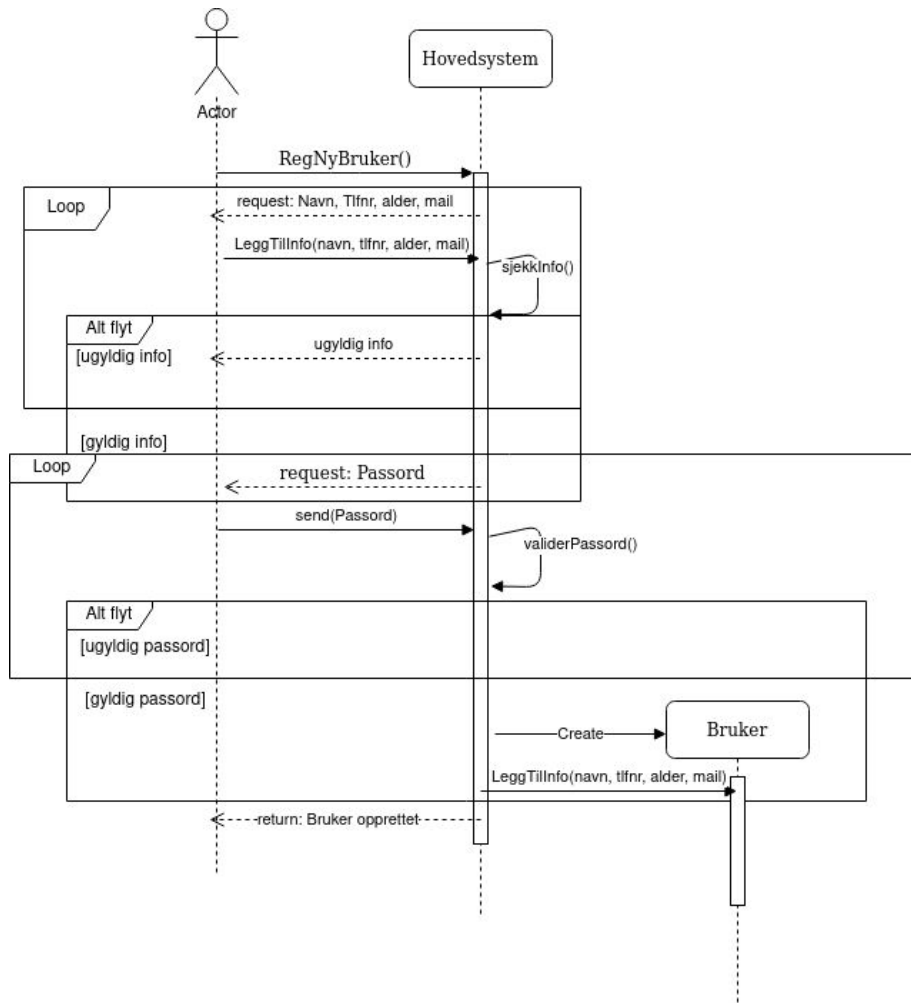 Hovedsystem
Actor
RegNyBruker()
Loop
request: Navn, Tlfnr, alder, mail
LeggTilInfo(navn, tlfnr, alder, mail)
sjekkInfo()
Alt flyt
[ugyldig info]
ugyldig info
[gyldig info]
Loop
request: Passord
send(Passord)
validerPassord()
Alt flyt
[ugyldig passord]
[gyldig passord]
Create
Bruker
LeggTilInfo(navn, tlfnr, alder, mail)
return: Bruker opprettet